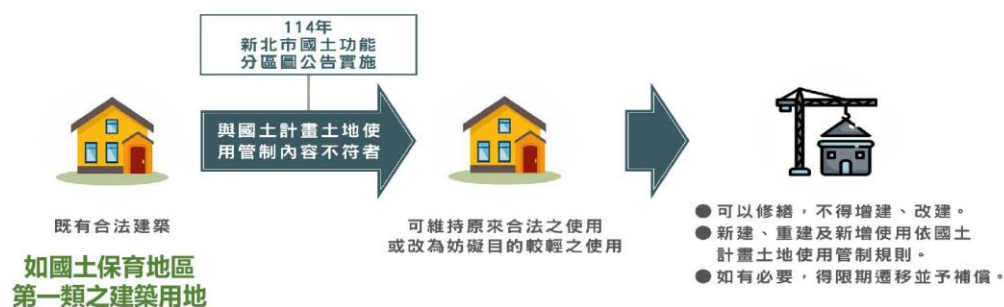 114年
新北市國土功能
分區圖公告實施
與國土計畫土地使
用管制內容不符者
既有合法建築
如國土保育地區
第一類之建築用地
可維持原來合法之使用
或改為妨礙目的較輕之使用
●可以修繕，不得增建、改建。
●新建、重建及新增使用依國土
計畫土地使用管制規則。
●如有必要，得限期遷移並予補償。